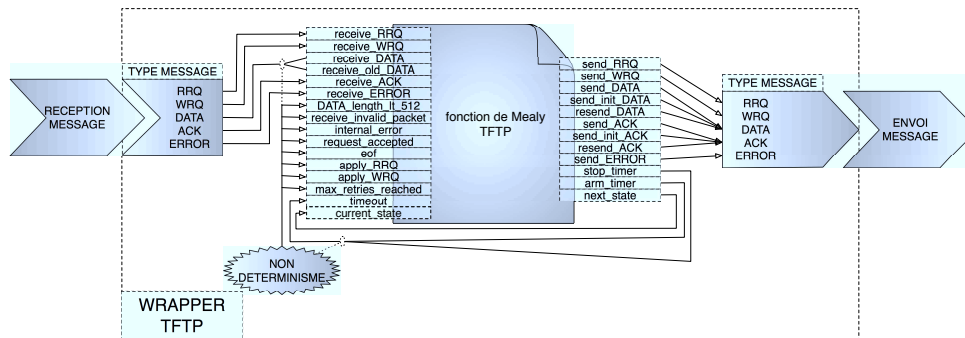 RECEPTION
MESSAGE
TYPE MESSAGE
RRQ
WRQ
DATA
ACK
ERROR
receive_RRQ
receive_WRQ
receive_DATA
receive_old_DATA
receive_ACK
receive_ERROR
DATA_length_lt_512
receive_invalid_packet
internal_error
request_accepted
eof
apply_RRQ
apply_WRQ
max_retries_reached
timeout
current_state
fonction de Mealy
TFTP
send_RRQ
send_WRQ
send_DATA
send_init_DATA
resend_DATA
send_ACK
send_init_ACK
resend_ACK
send_ERROR
stop_timer
arm_timer
next_state
TYPE MESSAGE
RRQ
WRQ
DATA
ACK
ERROR
ENVOI
MESSAGE
NON
DETERMINISME
WRAPPER
TFTP